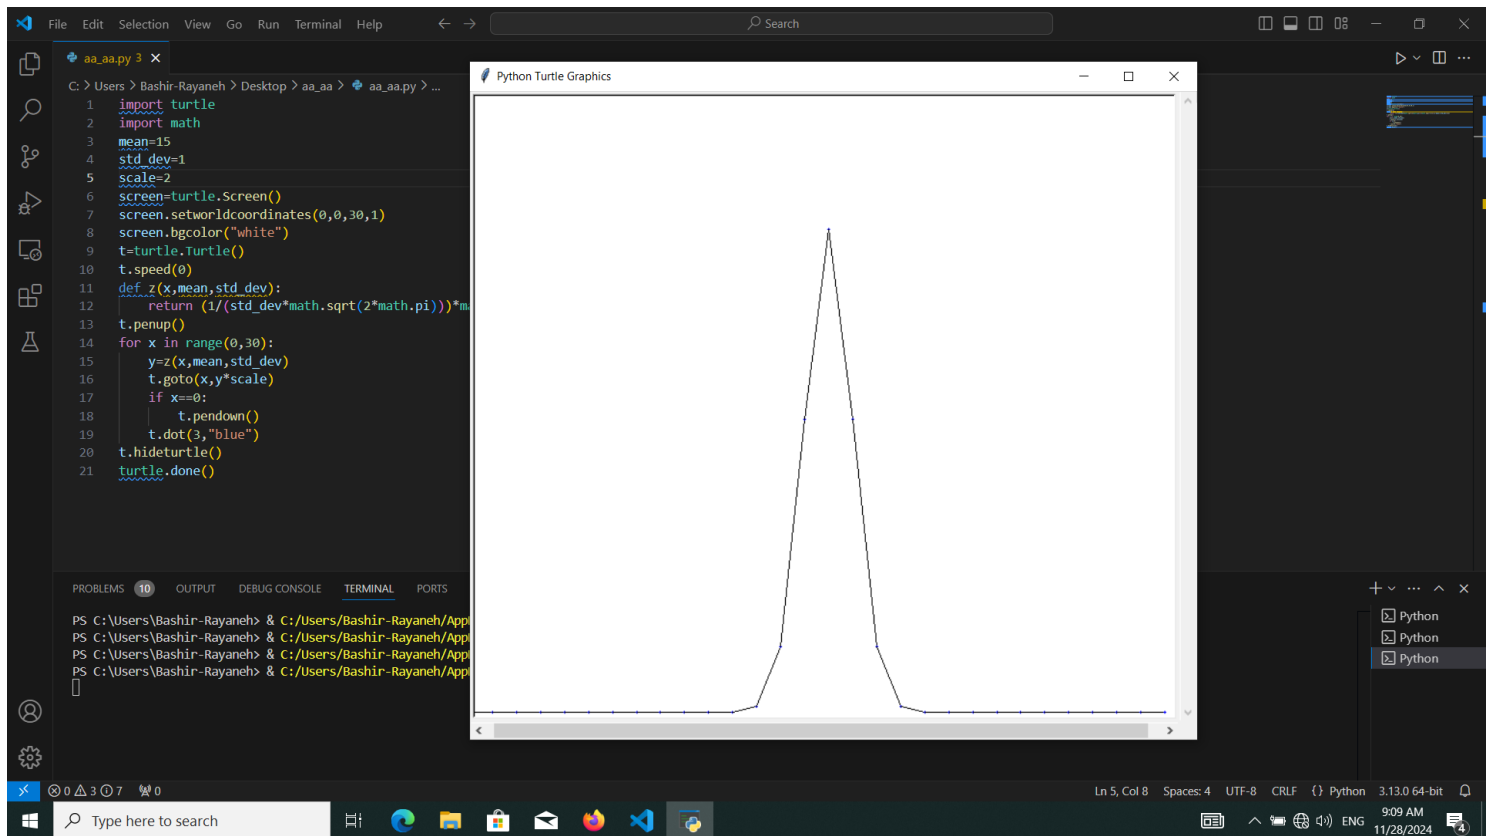 File Edit Selection View Go Run Terminal Help
Search
aa_aa.py 3
C: > Users > Bashir-Rayaneh > Desktop > aa_aa > aa_aa.py > ...
1 import turtle
2 import math
3 mean=15
4 std_dev=1
5 scale=2
6 screen=turtle.Screen()
7 screen.setworldcoordinates(0,0,30,1)
8 screen.bgcolor("white")
9 t=turtle.Turtle()
10 t.speed(0)
11 def z(x,mean,std_dev):
12 return (1/(std_dev*math.sqrt(2*math.pi)))*ma
13 t.penup()
14 for x in range(0,30):
15 y=z(x,mean,std_dev)
16 t.goto(x,y*scale)
17 if x==0:
18 t.pendown()
19 t.dot(3,"blue")
20 t.hideturtle()
21 turtle.done()
Python Turtle Graphics
PROBLEMS 10 OUTPUT DEBUG CONSOLE TERMINAL PORTS
PS C:\Users\Bashir-Rayaneh> & C:/Users/Bashir-Rayaneh/App
PS C:\Users\Bashir-Rayaneh> & C:/Users/Bashir-Rayaneh/App
PS C:\Users\Bashir-Rayaneh> & C:/Users/Bashir-Rayaneh/App
PS C:\Users\Bashir-Rayaneh> & C:/Users/Bashir-Rayaneh/App
Python
Python
Python
0 3 7 0
Ln 5, Col 8 Spaces: 4 UTF-8 CRLF {} Python 3.13.0 64-bit
Type here to search
ENG
9:09 AM
11/28/2024
4